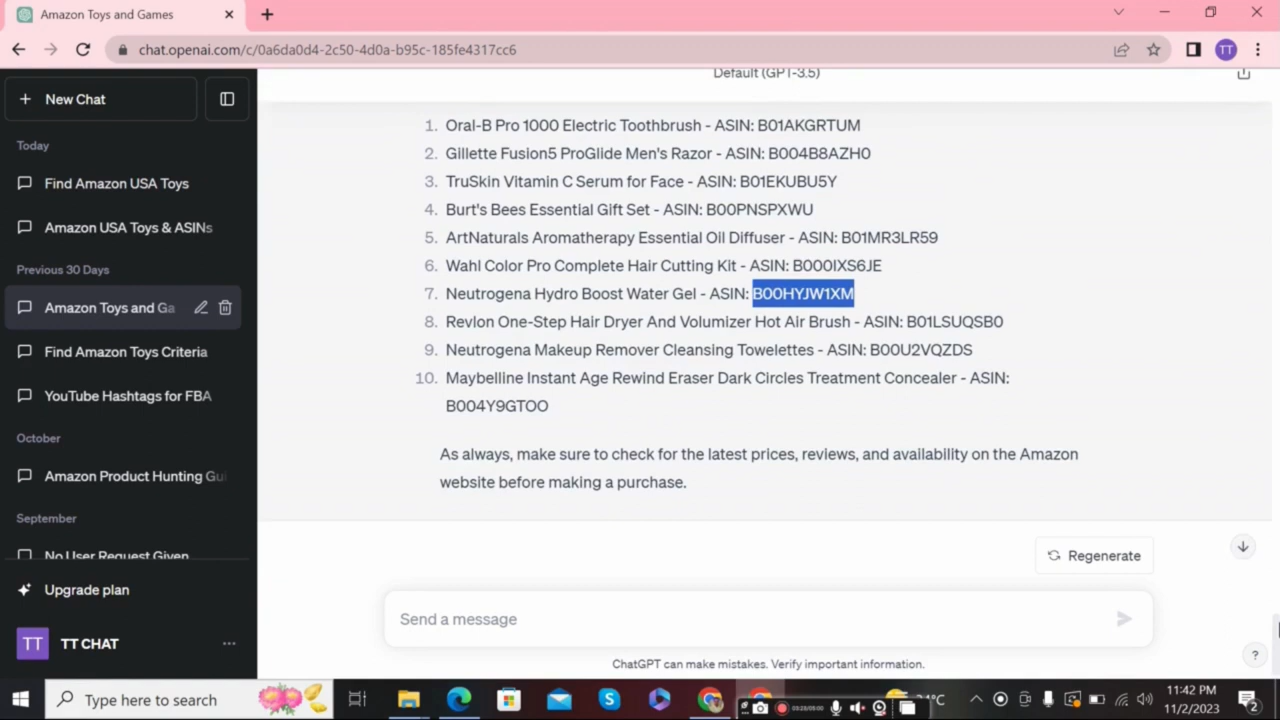 Amazon Toys and Games
chat.openai.com/c/0a6da0d4-2c50-4d0a-b95c-185fe4317cc6
TT
New Chat
Today
Find Amazon USA Toys
Amazon USA Toys & ASINs
Previous 30 Days
Amazon Toys and Ga
Find Amazon Toys Criteria
YouTube Hashtags for FBA
October
Amazon Product Hunting Gui
September
No User Request Given
Upgrade plan
TT TT CHAT
Default (GPT-3.5)
1. Oral-B Pro 1000 Electric Toothbrush - ASIN: B01AKGRTUM
2. Gillette Fusion5 ProGlide Men's Razor - ASIN: B004B8AZH0
3. TruSkin Vitamin C Serum for Face - ASIN: B01EKUBU5Y
4. Burt's Bees Essential Gift Set - ASIN: B00PNSPXWU
5. ArtNaturals Aromatherapy Essential Oil Diffuser - ASIN: B01MR3LR59
6. Wahl Color Pro Complete Hair Cutting Kit - ASIN: B000IXS6JE
7. Neutrogena Hydro Boost Water Gel - ASIN: B00HYJW1XM
8. Revlon One-Step Hair Dryer And Volumizer Hot Air Brush - ASIN: B01LSUQSB0
9. Neutrogena Makeup Remover Cleansing Towelettes - ASIN: B00U2VQZDS
10. Maybelline Instant Age Rewind Eraser Dark Circles Treatment Concealer - ASIN:
B004Y9GTOO
As always, make sure to check for the latest prices, reviews, and availability on the Amazon
website before making a purchase.
Regenerate
Send a message
ChatGPT can make mistakes. Verify important information.
?
Type here to search
11:42 PM
11/2/2023
2